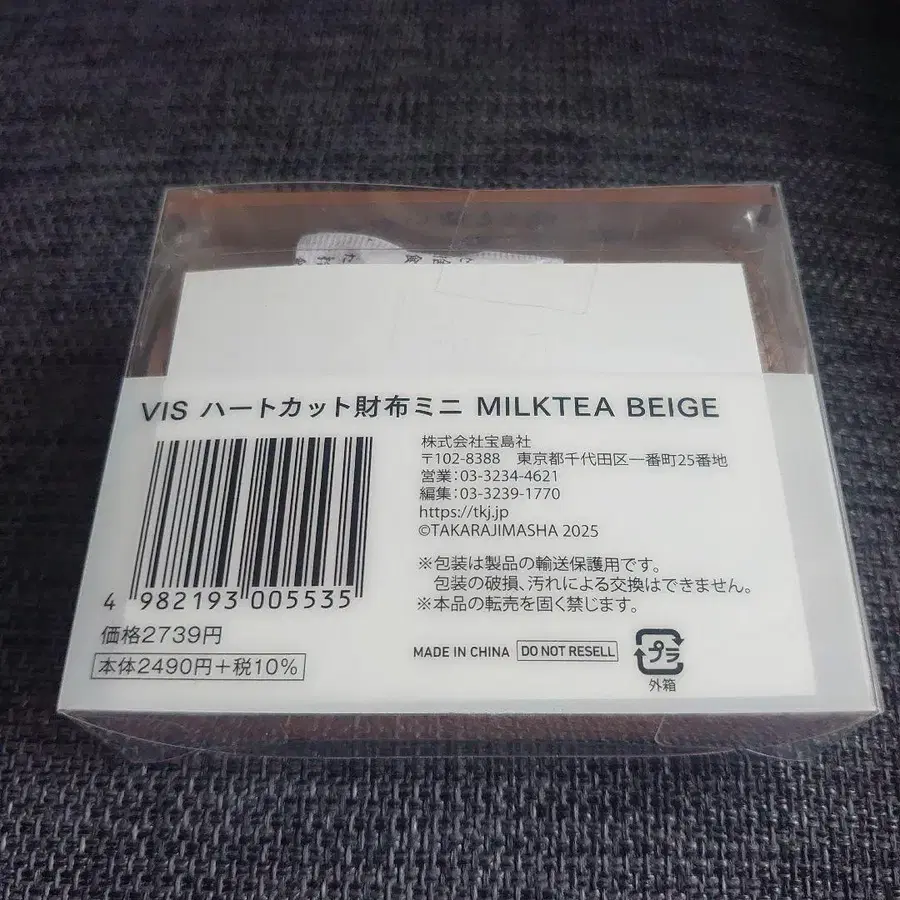 VIS ハートカット財布ミニ MILKTEA BEIGE
株式会社宝島社
〒102-8388 東京都千代田区一番町25番地
営業:03-3234-4621
編集:03-3239-1770
https://tkj.jp
©TAKARAJIMASHA 2025
※包装は製品の輸送保護用です。
包装の破損、汚れによる交換はできません。
※本品の転売を固く禁じます。
4 982193 005535
価格2739円
本体2490円+税10%
MADE IN CHINA DO NOT RESELL
プラ
外箱